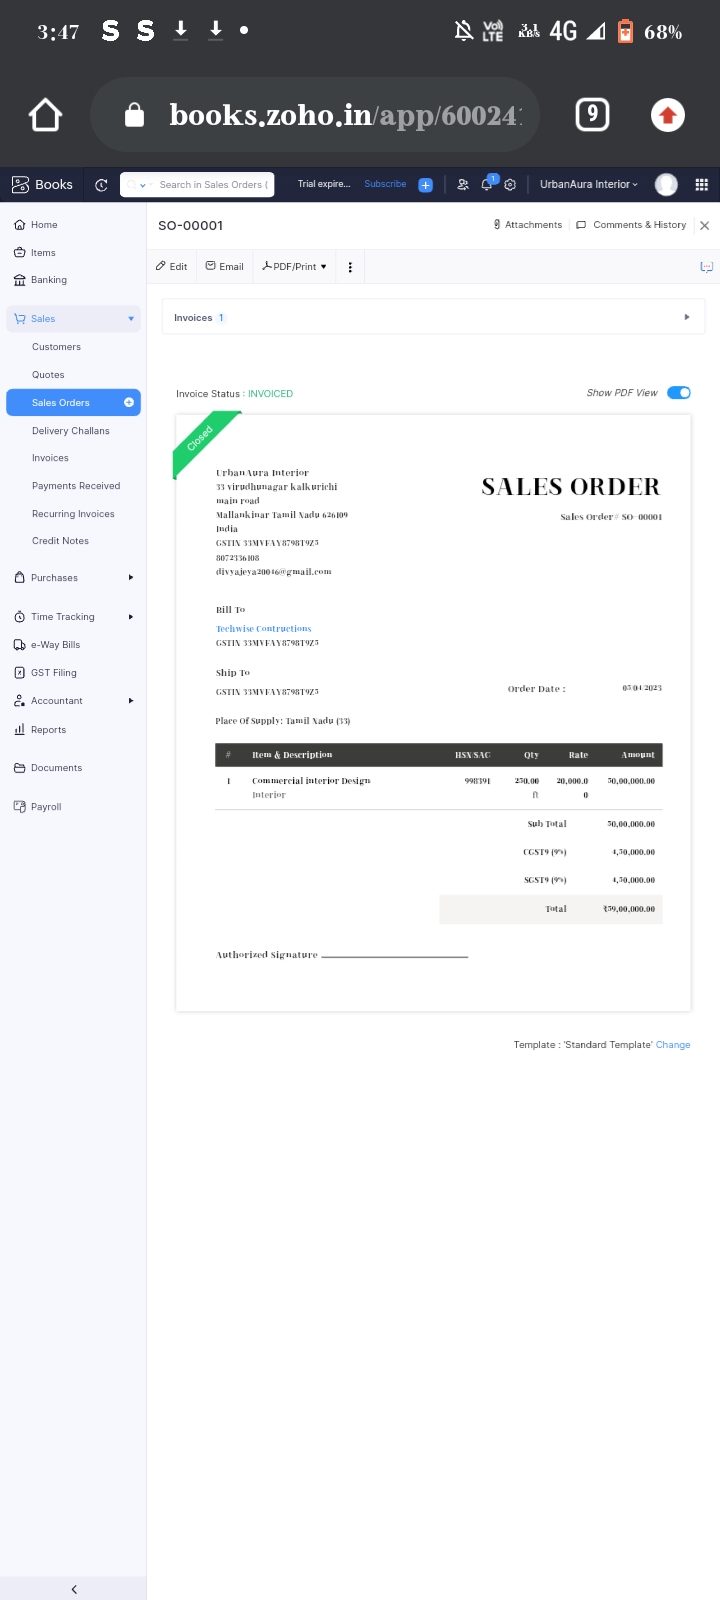 3:47 S S VoI) LTE 3.1 KB/s 4G 68%
books.zoho.in/app/60024
9
Books Search in Sales Orders ( Trial expire... Subscribe 1 UrbanAura Interior
Home
Items
Banking
Sales
Customers
Quotes
Sales Orders
Delivery Challans
Invoices
Payments Received
Recurring Invoices
Credit Notes
Purchases
Time Tracking
e-Way Bills
GST Filing
Accountant
Reports
Documents
Payroll
SO-00001 Attachments Comments & History
Edit Email PDF/Print
Invoices 1
Invoice Status : INVOICED Show PDF View
Closed
UrbanAura Interior
33 virudhunagar kalkurichi
main road
Mallankinar Tamil Nadu 626109
India
GSTIN 33MVFAY8798T9Z5
8072336108
divyajeya20046@gmail.com
SALES ORDER
Sales Order# SO-00001
Bill To
Techwise Contructions
GSTIN 33MVFAY8798T9Z5
Ship To
GSTIN 33MVFAY8798T9Z5
Order Date : 05/04/2023
Place Of Supply: Tamil Nadu (33)
# Item & Description HSN/SAC Qty Rate Amount
1 Commercial interior Design 998391 250.00 20,000.0 50,00,000.00
Interior ft 0
Sub Total 50,00,000.00
CGST9 (9%) 4,50,000.00
SGST9 (9%) 4,50,000.00
Total ₹59,00,000.00
Authorized Signature
Template : 'Standard Template' Change